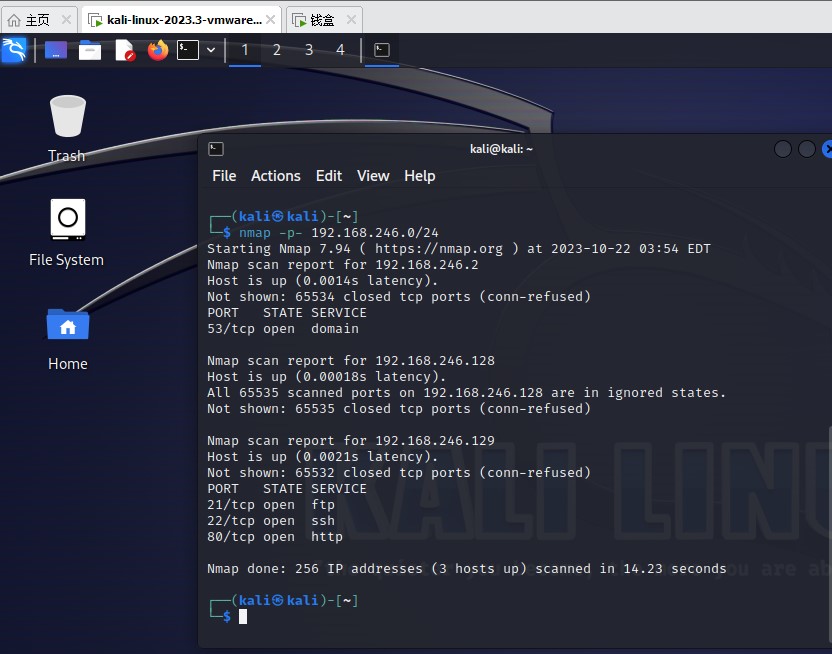 主页
kali-linux-2023.3-vmware...
钱盒
1 2 3 4
kali@kali: ~
Trash
File Actions Edit View Help
File System
Home
┌──(kali㉿kali)-[~]
└─$ nmap -p- 192.168.246.0/24
Starting Nmap 7.94 ( https://nmap.org ) at 2023-10-22 03:54 EDT
Nmap scan report for 192.168.246.2
Host is up (0.0014s latency).
Not shown: 65534 closed tcp ports (conn-refused)
PORT   STATE SERVICE
53/tcp open  domain
Nmap scan report for 192.168.246.128
Host is up (0.00018s latency).
All 65535 scanned ports on 192.168.246.128 are in ignored states.
Not shown: 65535 closed tcp ports (conn-refused)
Nmap scan report for 192.168.246.129
Host is up (0.0021s latency).
Not shown: 65532 closed tcp ports (conn-refused)
PORT   STATE SERVICE
21/tcp open  ftp
22/tcp open  ssh
80/tcp open  http
Nmap done: 256 IP addresses (3 hosts up) scanned in 14.23 seconds
┌──(kali㉿kali)-[~]
└─$
KALI LINU